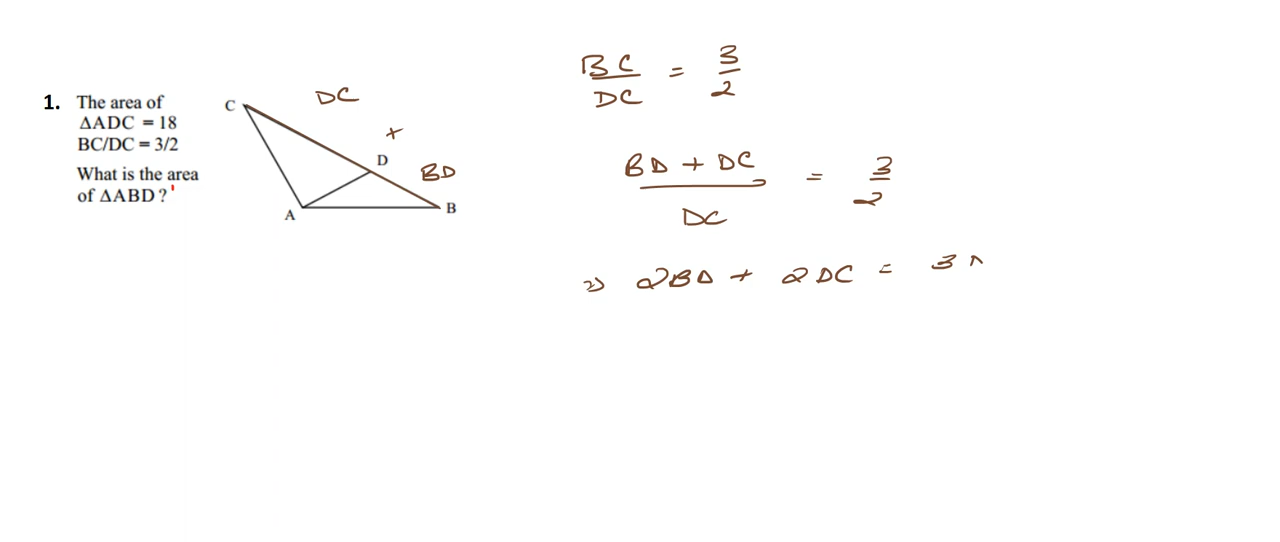 1. The area of
ΔADC = 18
BC/DC = 3/2
What is the area
of ΔABD?
C
D
B
A
DC
+
BD
BC/DC = 3/2
BD + DC / DC = 3/2
⇒ 2BD + 2DC = 3